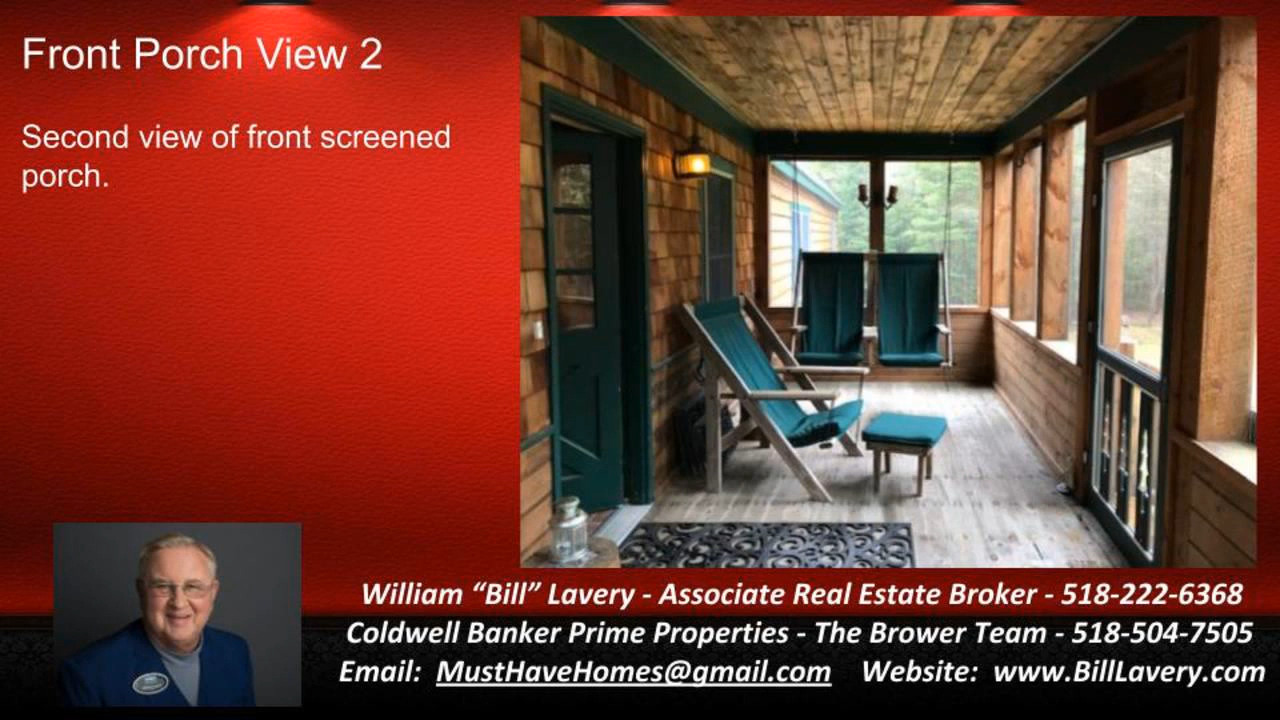 Front Porch View 2
Second view of front screened
porch.
William “Bill” Lavery - Associate Real Estate Broker - 518-222-6368
Coldwell Banker Prime Properties - The Brower Team - 518-504-7505
Email: MustHaveHomes@gmail.com Website: www.BillLavery.com